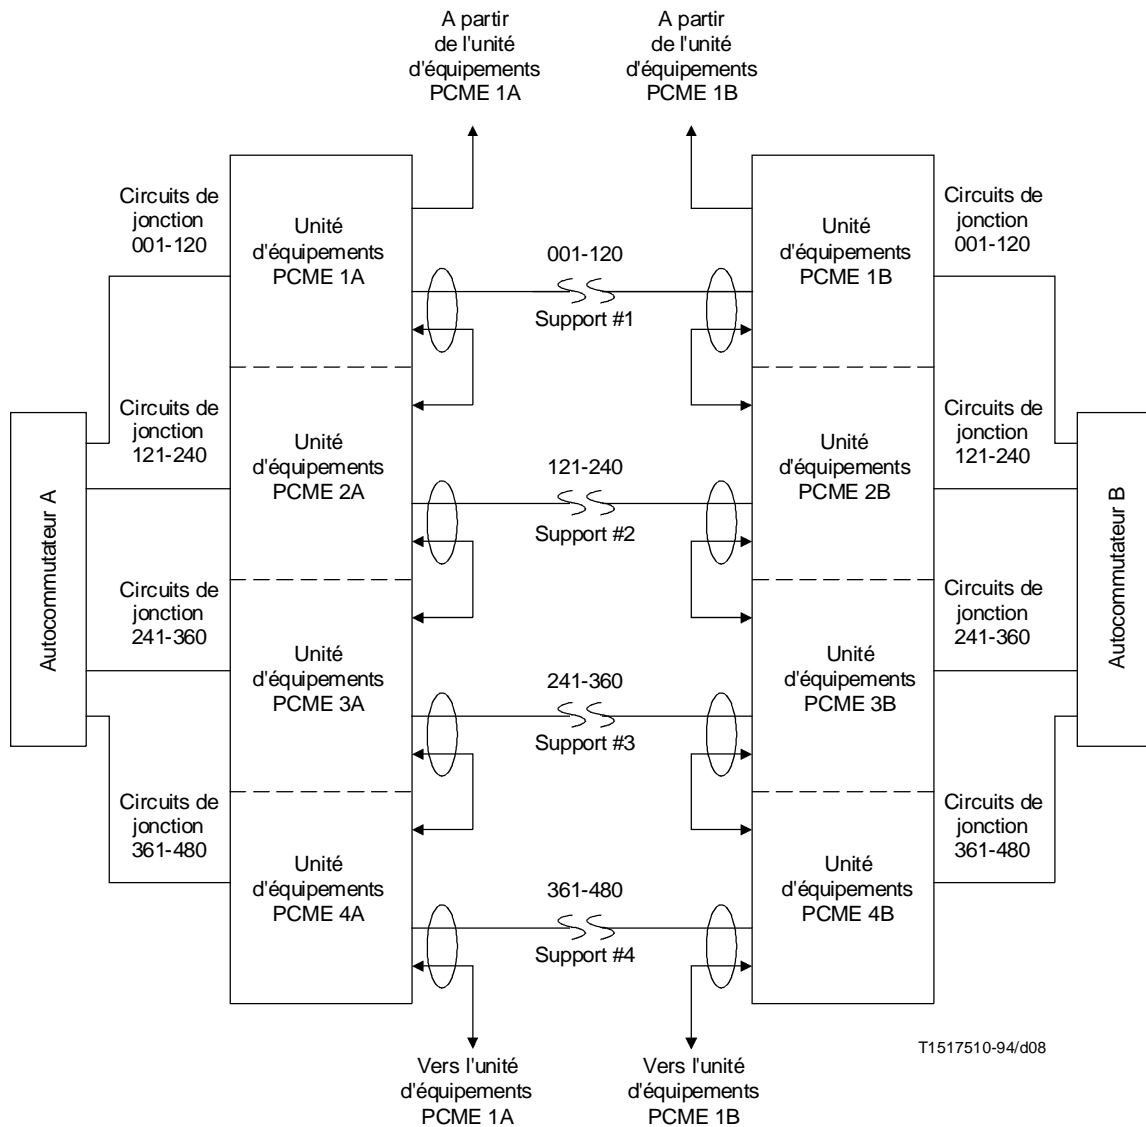 A partir
de l'unité
d'équipements
PCME 1A
A partir
de l'unité
d'équipements
PCME 1B
Circuits de
jonction
001-120
Unité
d'équipements
PCME 1A
001-120
Support #1
Unité
d'équipements
PCME 1B
Circuits de
jonction
001-120
Autocommutateur A
Circuits de
jonction
121-240
Unité
d'équipements
PCME 2A
121-240
Support #2
Unité
d'équipements
PCME 2B
Circuits de
jonction
121-240
Autocommutateur B
Circuits de
jonction
241-360
Unité
d'équipements
PCME 3A
241-360
Support #3
Unité
d'équipements
PCME 3B
Circuits de
jonction
241-360
Circuits de
jonction
361-480
Unité
d'équipements
PCME 4A
361-480
Support #4
Unité
d'équipements
PCME 4B
Circuits de
jonction
361-480
Vers l'unité
d'équipements
PCME 1A
Vers l'unité
d'équipements
PCME 1B
T1517510-94/d08